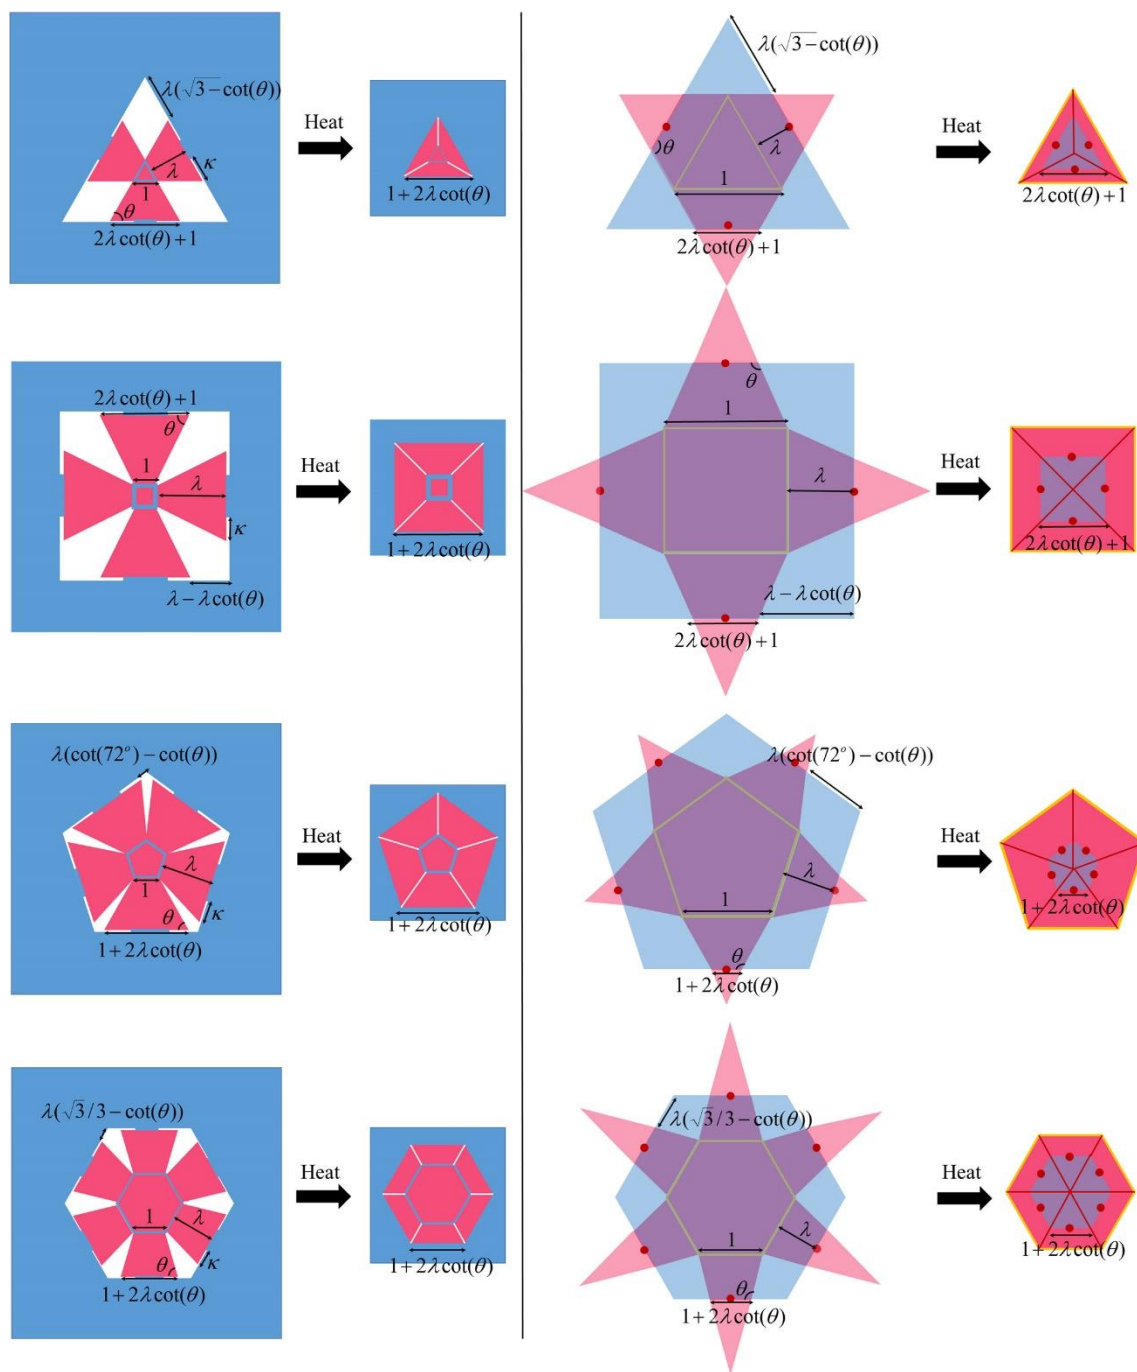 λ(√3-cot(θ))
κ
λ
1
θ
2λcot(θ)+1
Heat
1+2λcot(θ)
λ(√3-cot(θ))
θ
λ
1
2λcot(θ)+1
Heat
2λcot(θ)+1
2λcot(θ)+1
θ
1
λ
κ
λ-λcot(θ)
Heat
1+2λcot(θ)
θ
1
λ
λ-λcot(θ)
2λcot(θ)+1
Heat
2λcot(θ)+1
λ(cot(72°)-cot(θ))
λ
1
κ
θ
1+2λcot(θ)
Heat
1+2λcot(θ)
λ(cot(72°)-cot(θ))
λ
1
θ
1+2λcot(θ)
Heat
1+2λcot(θ)
λ(√3/3-cot(θ))
1
λ
κ
θ
1+2λcot(θ)
Heat
1+2λcot(θ)
λ(√3/3-cot(θ))
1
λ
θ
1+2λcot(θ)
Heat
1+2λcot(θ)